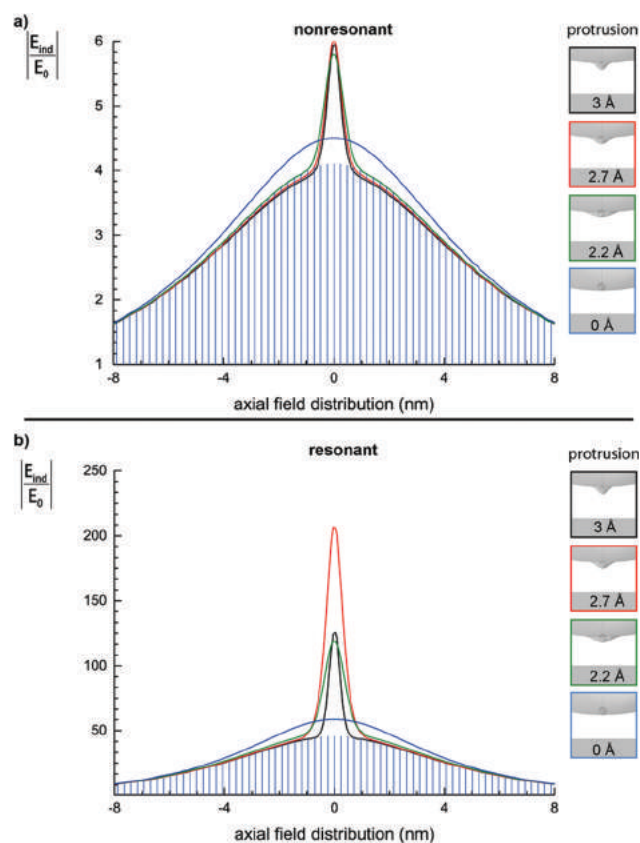 a)
nonresonant
protrusion
|E_ind|
|E_0|
6
5
4
3
2
1
-8 -4 0 4 8
axial field distribution (nm)
3 Å
2.7 Å
2.2 Å
0 Å
b)
resonant
protrusion
|E_ind|
|E_0|
250
200
150
100
50
-8 -4 0 4 8
axial field distribution (nm)
3 Å
2.7 Å
2.2 Å
0 Å